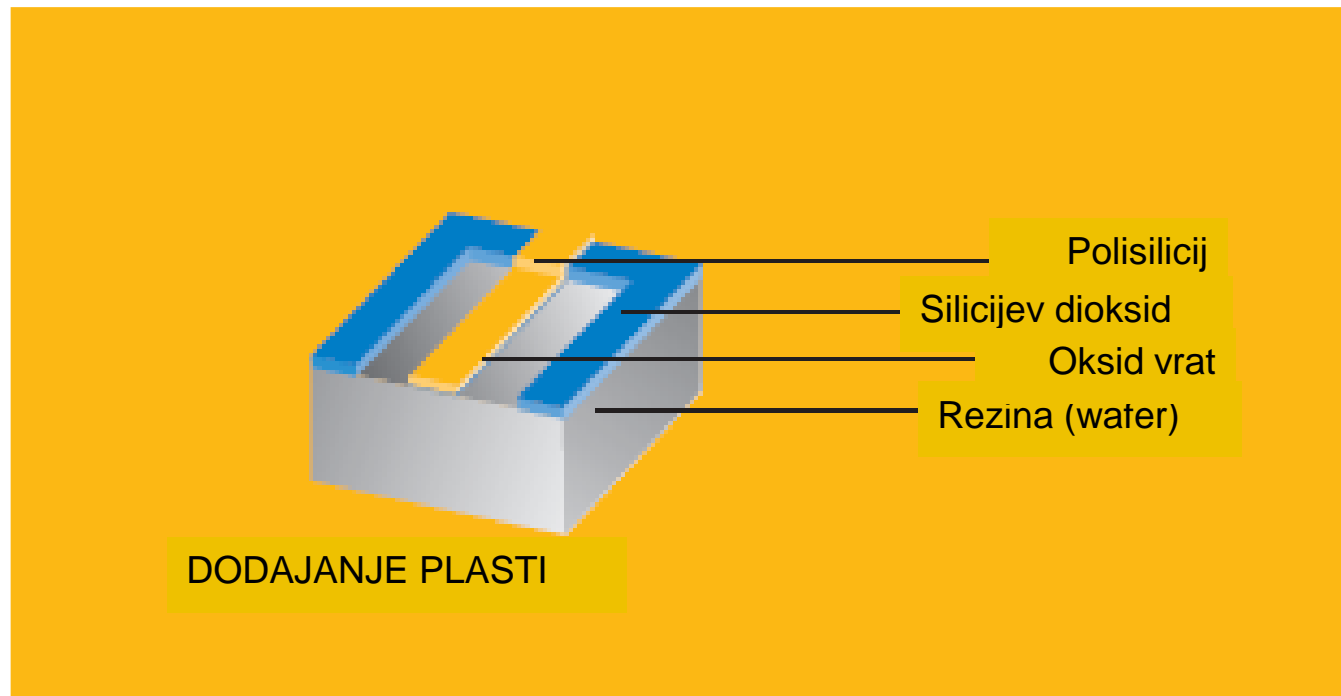 Polisilicij
Silicijev dioksid
Oksid vrat
Rezina (wafer)
DODAJANJE PLASTI